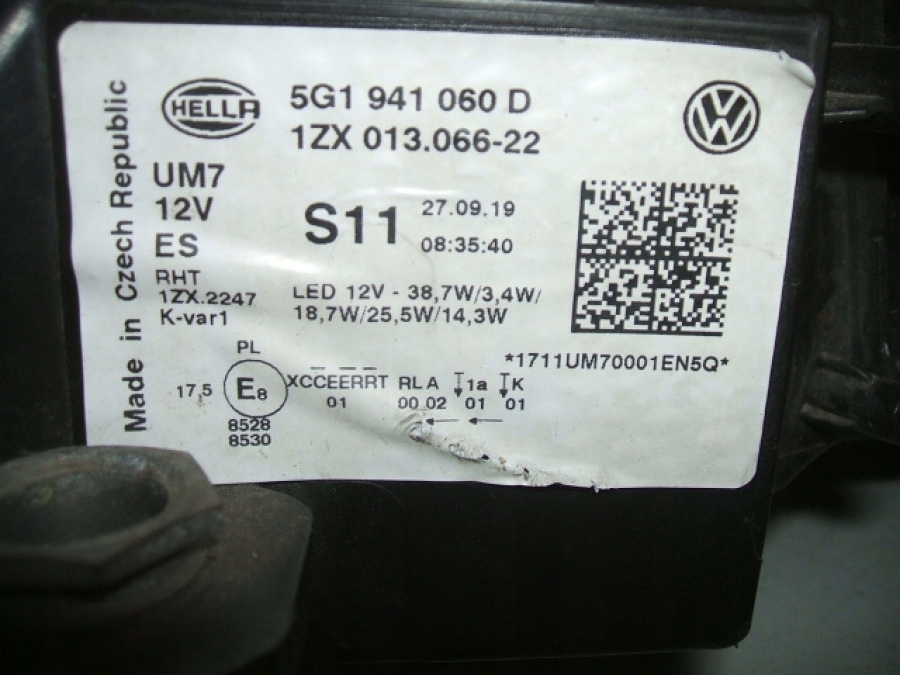 Made in Czech Republic
HELLA
5G1 941 060 D
1ZX 013.066-22
UM7
12V
ES
RHT
1ZX.2247
K-var1
S11
27.09.19
08:35:40
LED 12V - 38,7W/3,4W/
18,7W/25,5W/14,3W
*1711UM70001EN5Q*
PL
17,5
E8
8528
8530
XCCEERRT RL A 1a K
01 00 02 01 01